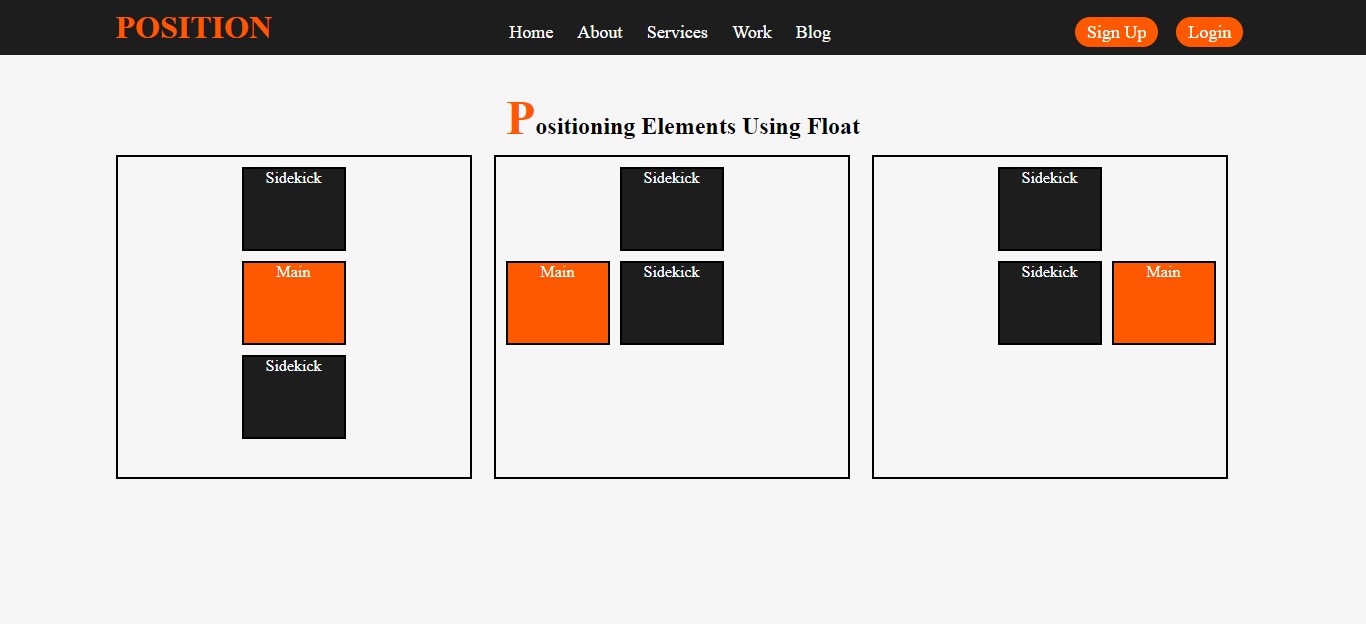 POSITION
Home About Services Work Blog
Sign Up Login
Positioning Elements Using Float
Sidekick
Main
Sidekick
Sidekick
Main Sidekick
Sidekick
Sidekick Main